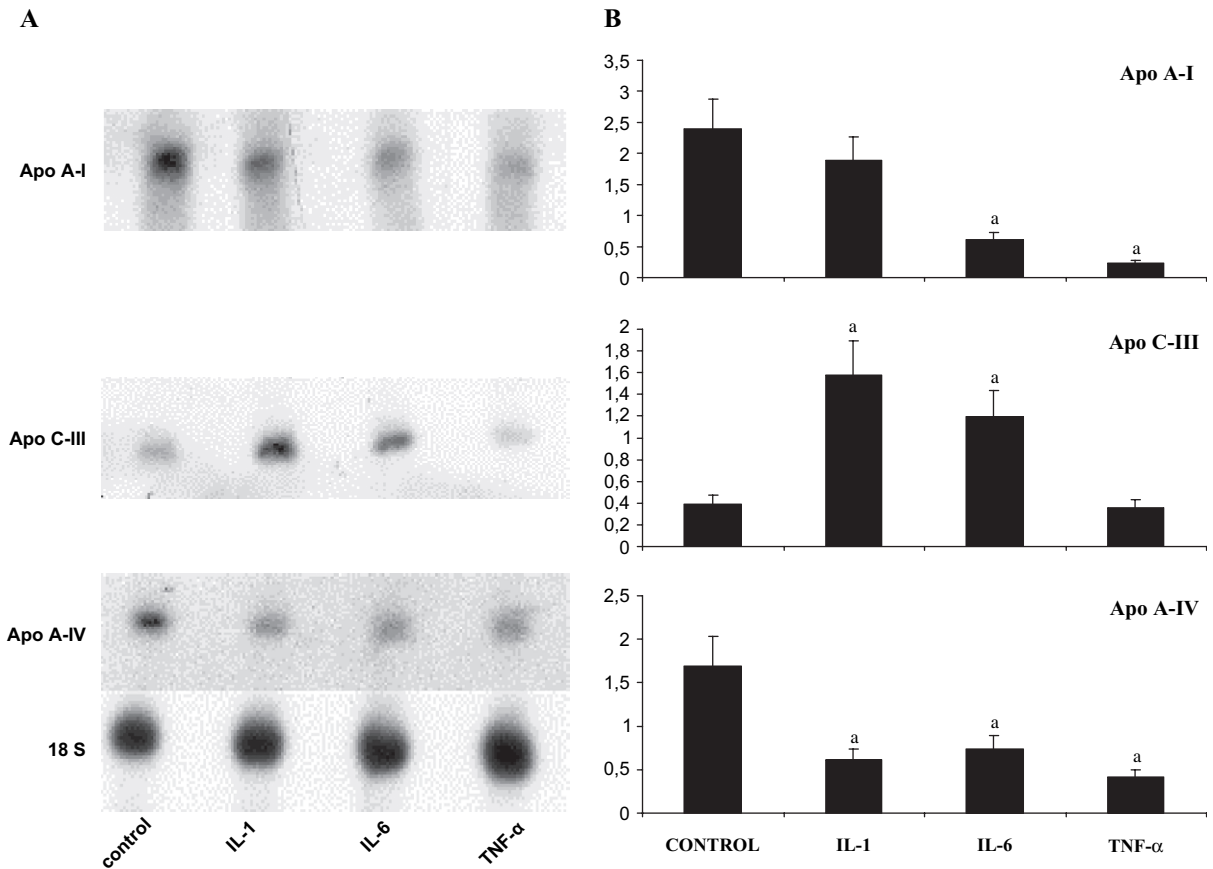 A
Apo A-I
Apo C-III
Apo A-IV
18 S
control
IL-1
IL-6
TNF-α
B
Apo A-I
3,5
3
2,5
2
1,5
1
0,5
0
a
a
Apo C-III
2
1,8
1,6
1,4
1,2
1
0,8
0,6
0,4
0,2
0
a
a
Apo A-IV
2,5
2
1,5
1
0,5
0
a
a
a
CONTROL
IL-1
IL-6
TNF-α